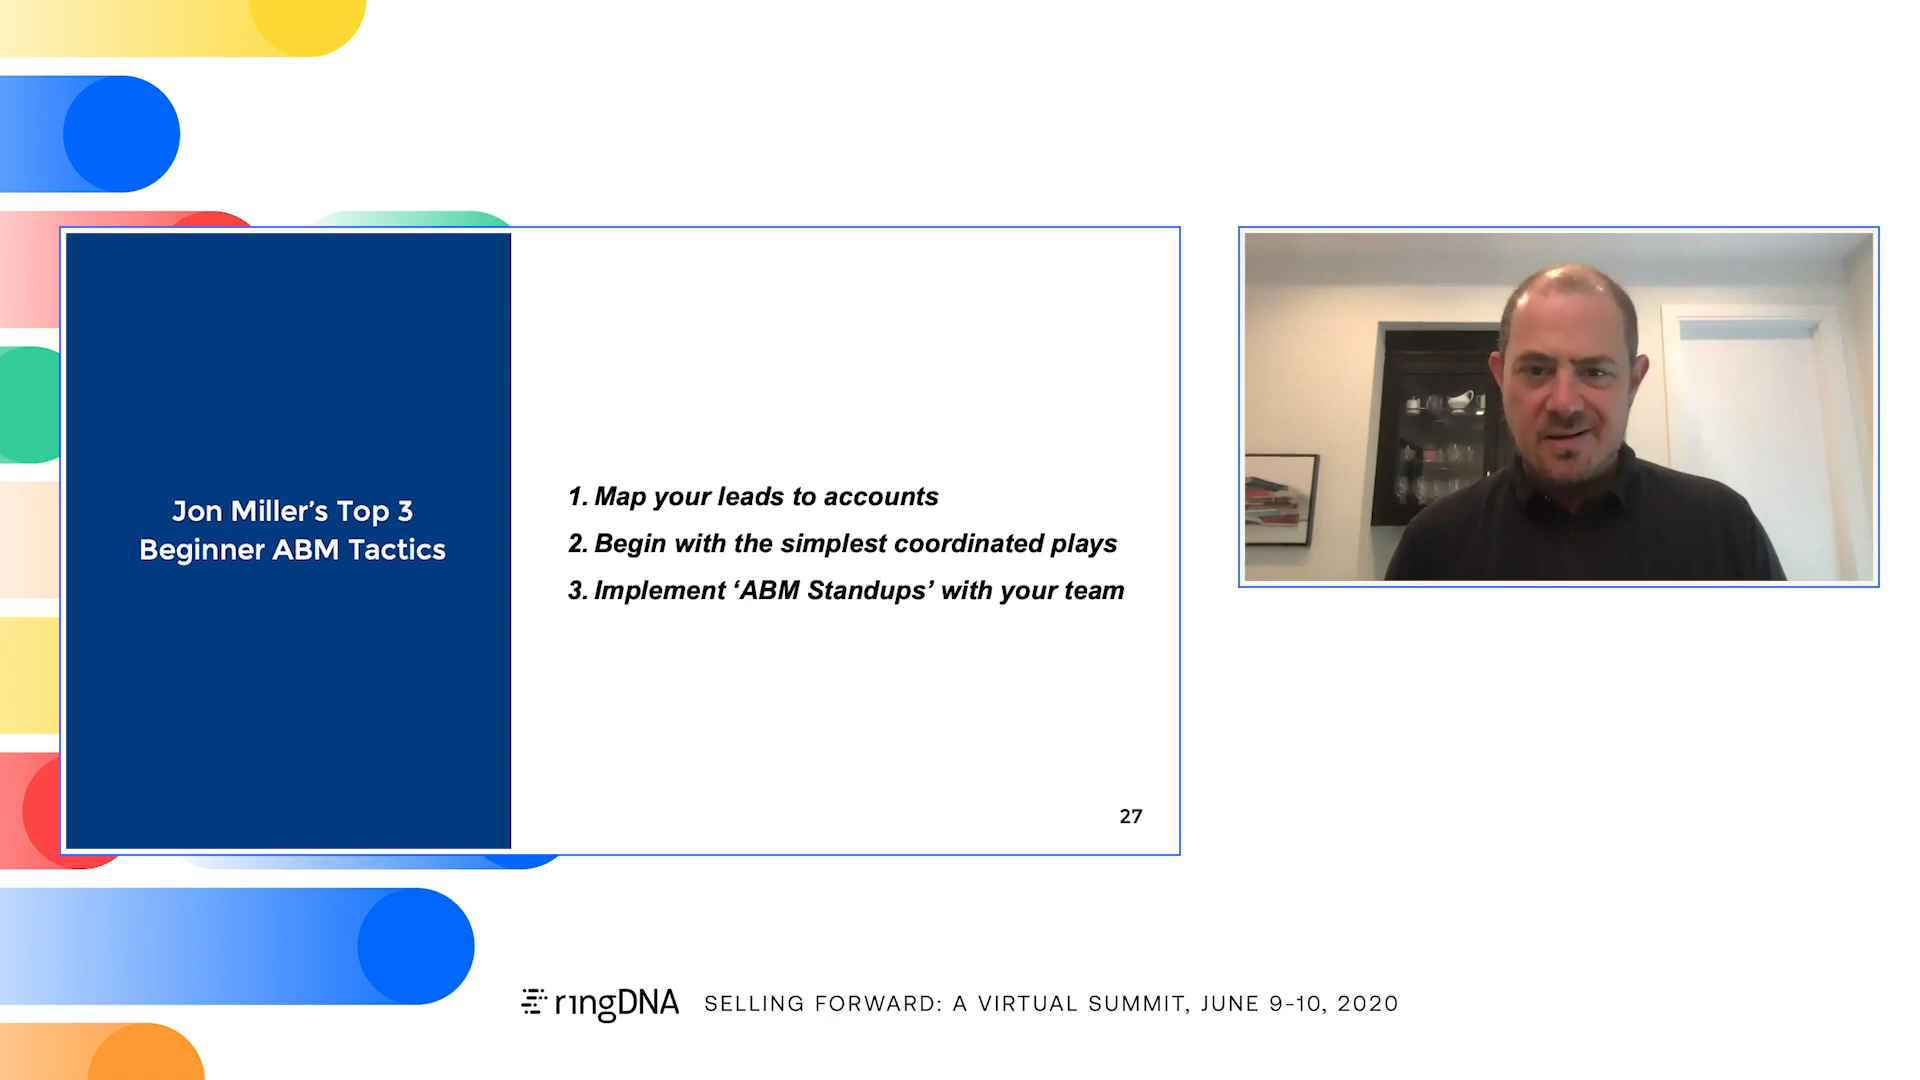 Jon Miller’s Top 3
Beginner ABM Tactics
1. Map your leads to accounts
2. Begin with the simplest coordinated plays
3. Implement ‘ABM Standups’ with your team
27
ringDNA SELLING FORWARD: A VIRTUAL SUMMIT, JUNE 9-10, 2020